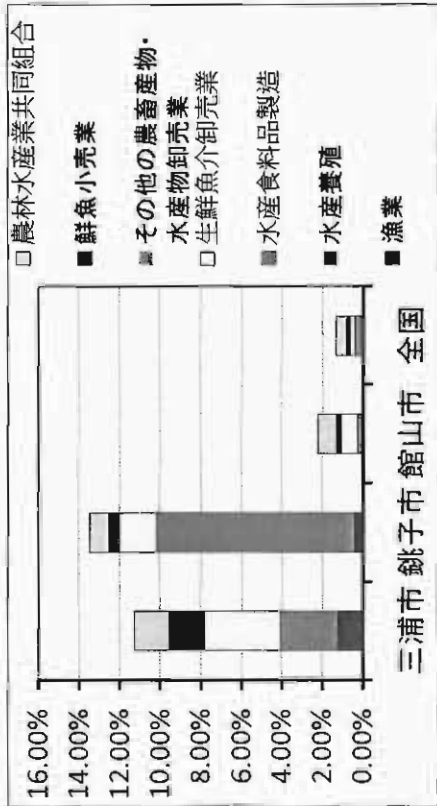 16.00%
14.00%
12.00%
10.00%
8.00%
6.00%
4.00%
2.00%
0.00%
三浦市 銚子市 館山市 全国
農林水産業共同組合
鮮魚小売業
その他の農畜産物・
水産物卸売業
生鮮魚介卸売業
水産食料品製造
水産養殖
漁業